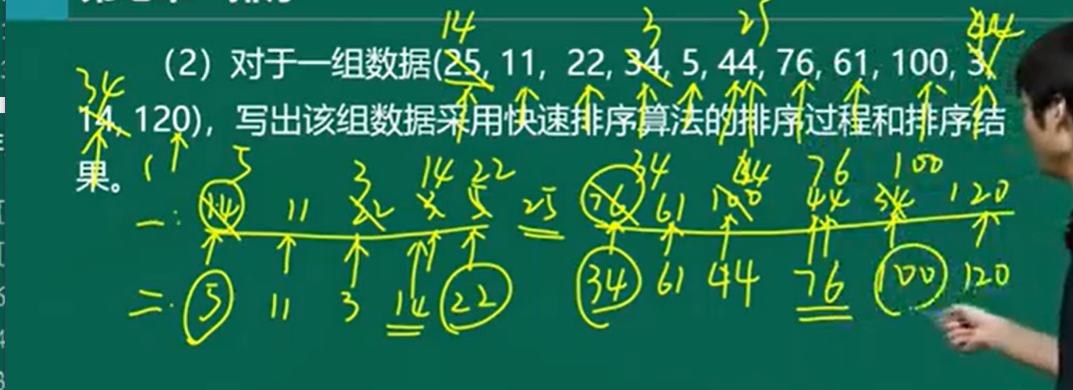 14 3 25 44
(2)对于一组数据(25, 11, 22, 34, 5, 44, 76, 61, 100, 3,
34
14, 120),写出该组数据采用快速排序算法的排序过程和排序结
果。
5 3 14 22 34 44 76 100
一: 14 11 22 3 5 25 76 61 100 44 34 120
二: 5 11 3 14 22 34 61 44 76 100 120